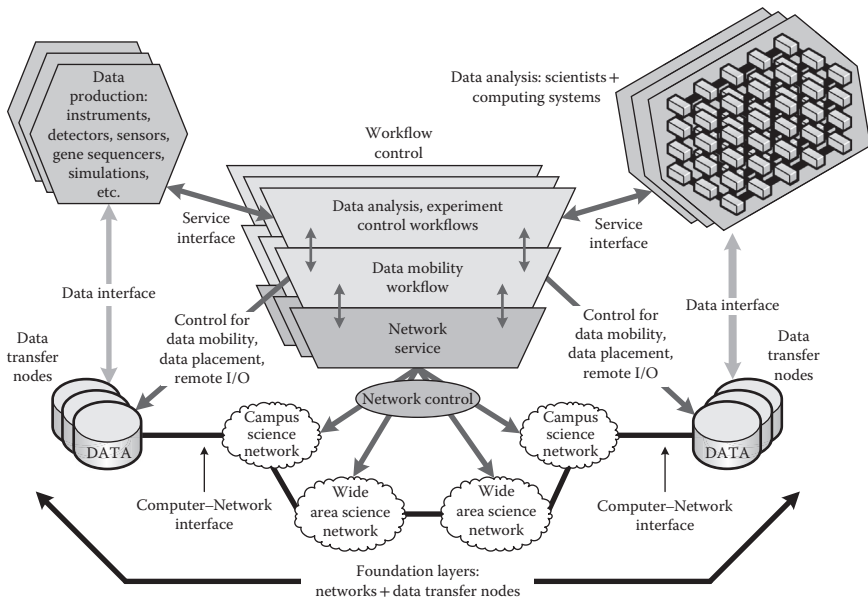 Data
production:
instruments,
detectors, sensors,
gene sequencers,
simulations,
etc.
Data analysis: scientists +
computing systems
Workflow
control
Service
interface
Data analysis, experiment
control workflows
Service
interface
Data mobility
workflow
Data interface
Data interface
Control for
data mobility,
data placement,
remote I/O
Network
service
Control for
data mobility,
data placement,
remote I/O
Data
transfer
nodes
Data
transfer
nodes
Network control
DATA
Campus
science
network
Campus
science
network
DATA
Computer–Network
interface
Wide
area science
network
Wide
area science
network
Computer–Network
interface
Foundation layers:
networks + data transfer nodes